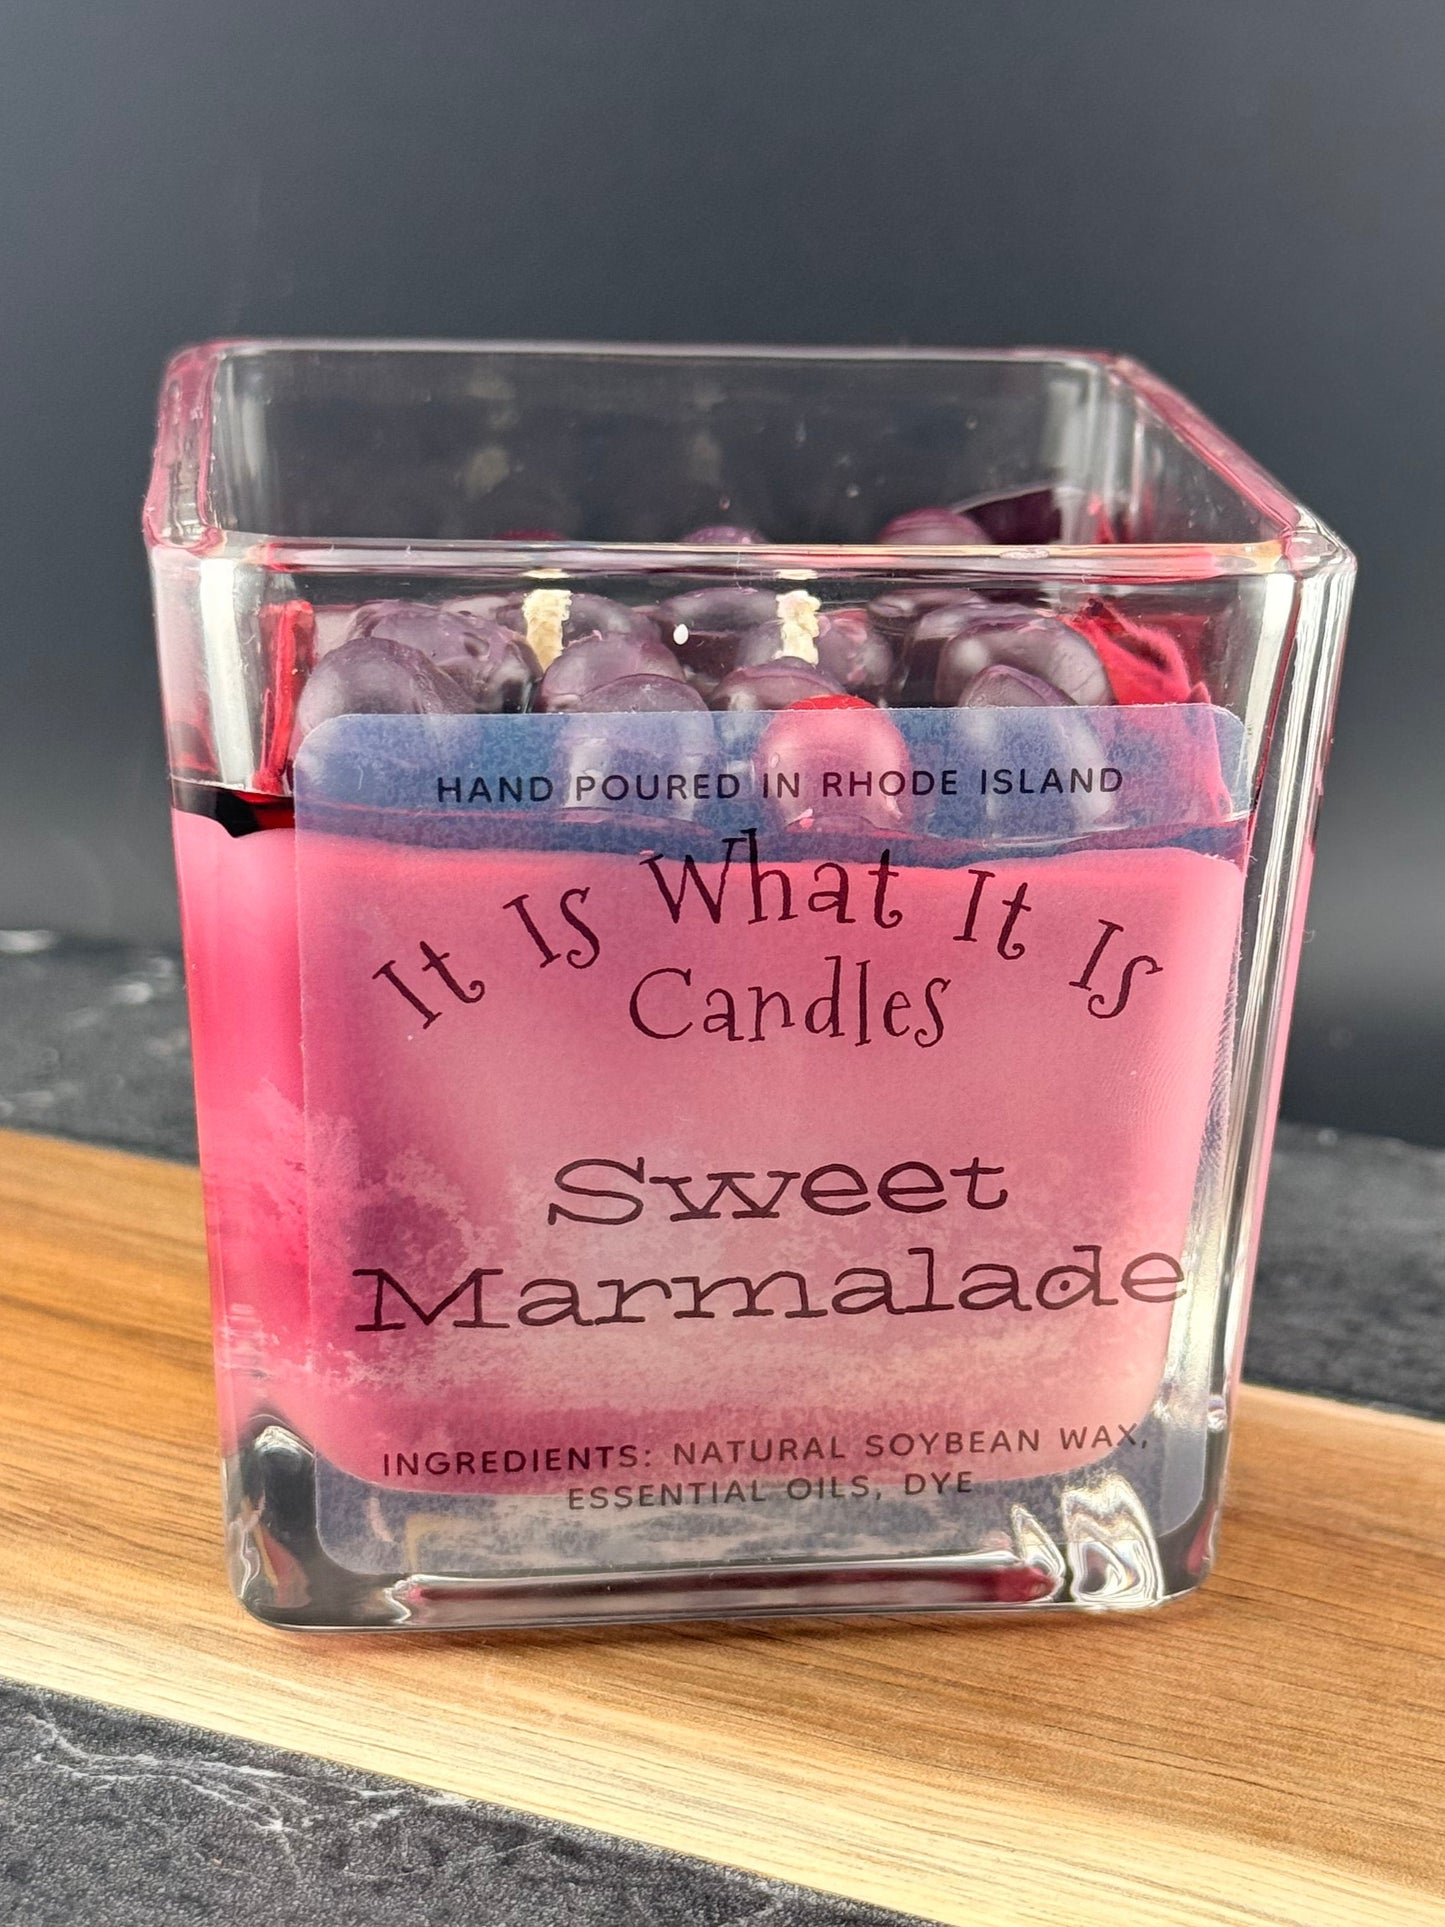 HAND POURED IN RHODE ISLAND
It Is What It Is
Candles
Sweet
Marmalade
INGREDIENTS: NATURAL SOYBEAN WAX,
ESSENTIAL OILS, DYE